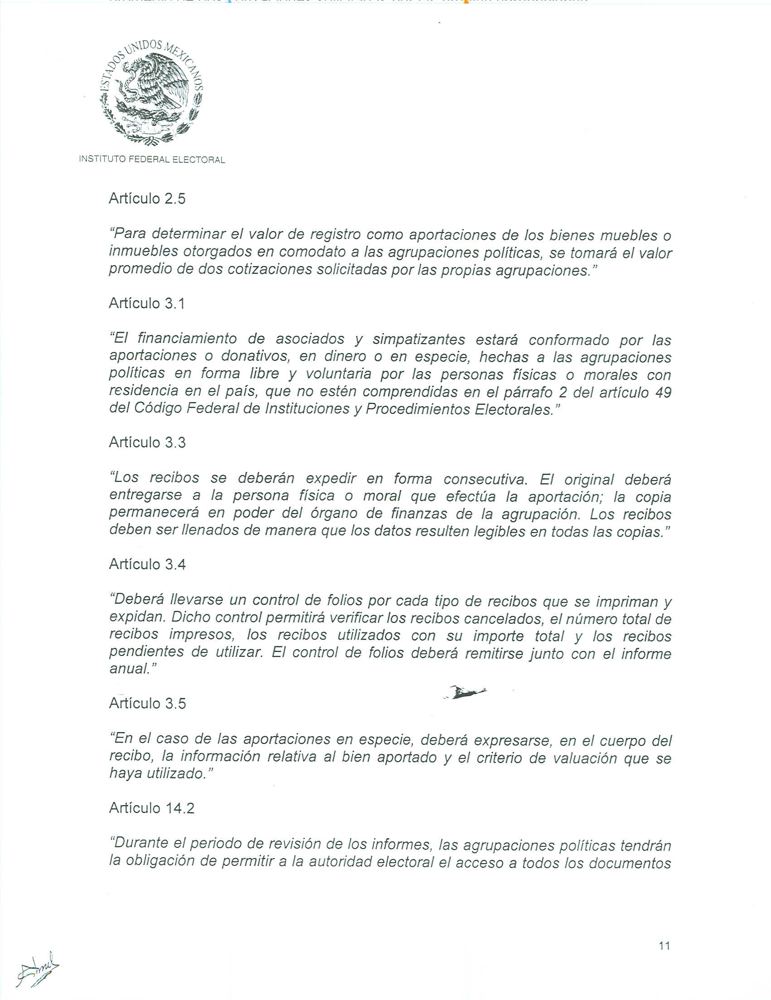 ESTADOS UNIDOS MEXICANOS
INSTITUTO FEDERAL ELECTORAL
Artículo 2.5
“Para determinar el valor de registro como aportaciones de los bienes muebles o
inmuebles otorgados en comodato a las agrupaciones políticas, se tomará el valor
promedio de dos cotizaciones solicitadas por las propias agrupaciones.”
Artículo 3.1
“El financiamiento de asociados y simpatizantes estará conformado por las
aportaciones o donativos, en dinero o en especie, hechas a las agrupaciones
políticas en forma libre y voluntaria por las personas físicas o morales con
residencia en el país, que no estén comprendidas en el párrafo 2 del artículo 49
del Código Federal de Instituciones y Procedimientos Electorales.”
Artículo 3.3
“Los recibos se deberán expedir en forma consecutiva. El original deberá
entregarse a la persona física o moral que efectúa la aportación; la copia
permanecerá en poder del órgano de finanzas de la agrupación. Los recibos
deben ser llenados de manera que los datos resulten legibles en todas las copias.”
Artículo 3.4
“Deberá llevarse un control de folios por cada tipo de recibos que se impriman y
expidan. Dicho control permitirá verificar los recibos cancelados, el número total de
recibos impresos, los recibos utilizados con su importe total y los recibos
pendientes de utilizar. El control de folios deberá remitirse junto con el informe
anual.”
Artículo 3.5
“En el caso de las aportaciones en especie, deberá expresarse, en el cuerpo del
recibo, la información relativa al bien aportado y el criterio de valuación que se
haya utilizado.”
Artículo 14.2
“Durante el periodo de revisión de los informes, las agrupaciones políticas tendrán
la obligación de permitir a la autoridad electoral el acceso a todos los documentos
11